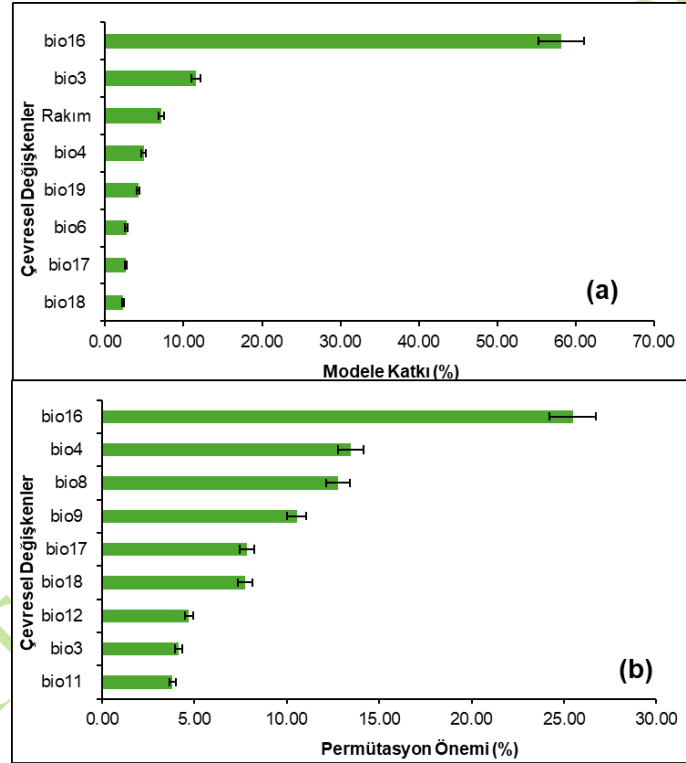 Çevresel Değişkenler
bio16
bio3
Rakım
bio4
bio19
bio6
bio17
bio18
(a)
0.00 10.00 20.00 30.00 40.00 50.00 60.00 70.00
Modele Katkı (%)
Çevresel Değişkenler
bio16
bio4
bio8
bio9
bio17
bio18
bio12
bio3
bio11
(b)
0.00 5.00 10.00 15.00 20.00 25.00 30.00
Permütasyon Önemi (%)